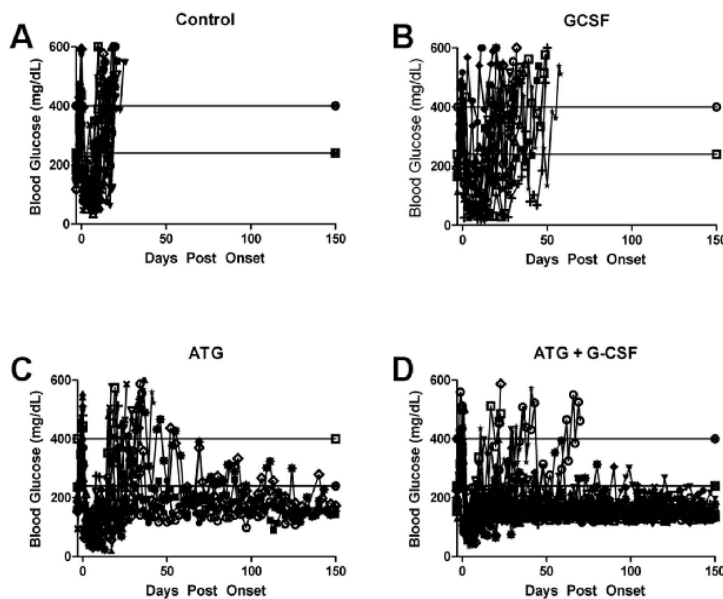 A
Control
Blood Glucose (mg/dL)
600
400
200
0
0 50 100 150
Days Post Onset
B
GCSF
Blood Glucose (mg/dL)
600
400
200
0
0 50 100 150
Days Post Onset
C
ATG
Blood Glucose (mg/dL)
600
400
200
0
0 50 100 150
Days Post Onset
D
ATG + G-CSF
Blood Glucose (mg/dL)
600
400
200
0
0 50 100 150
Days Post Onset